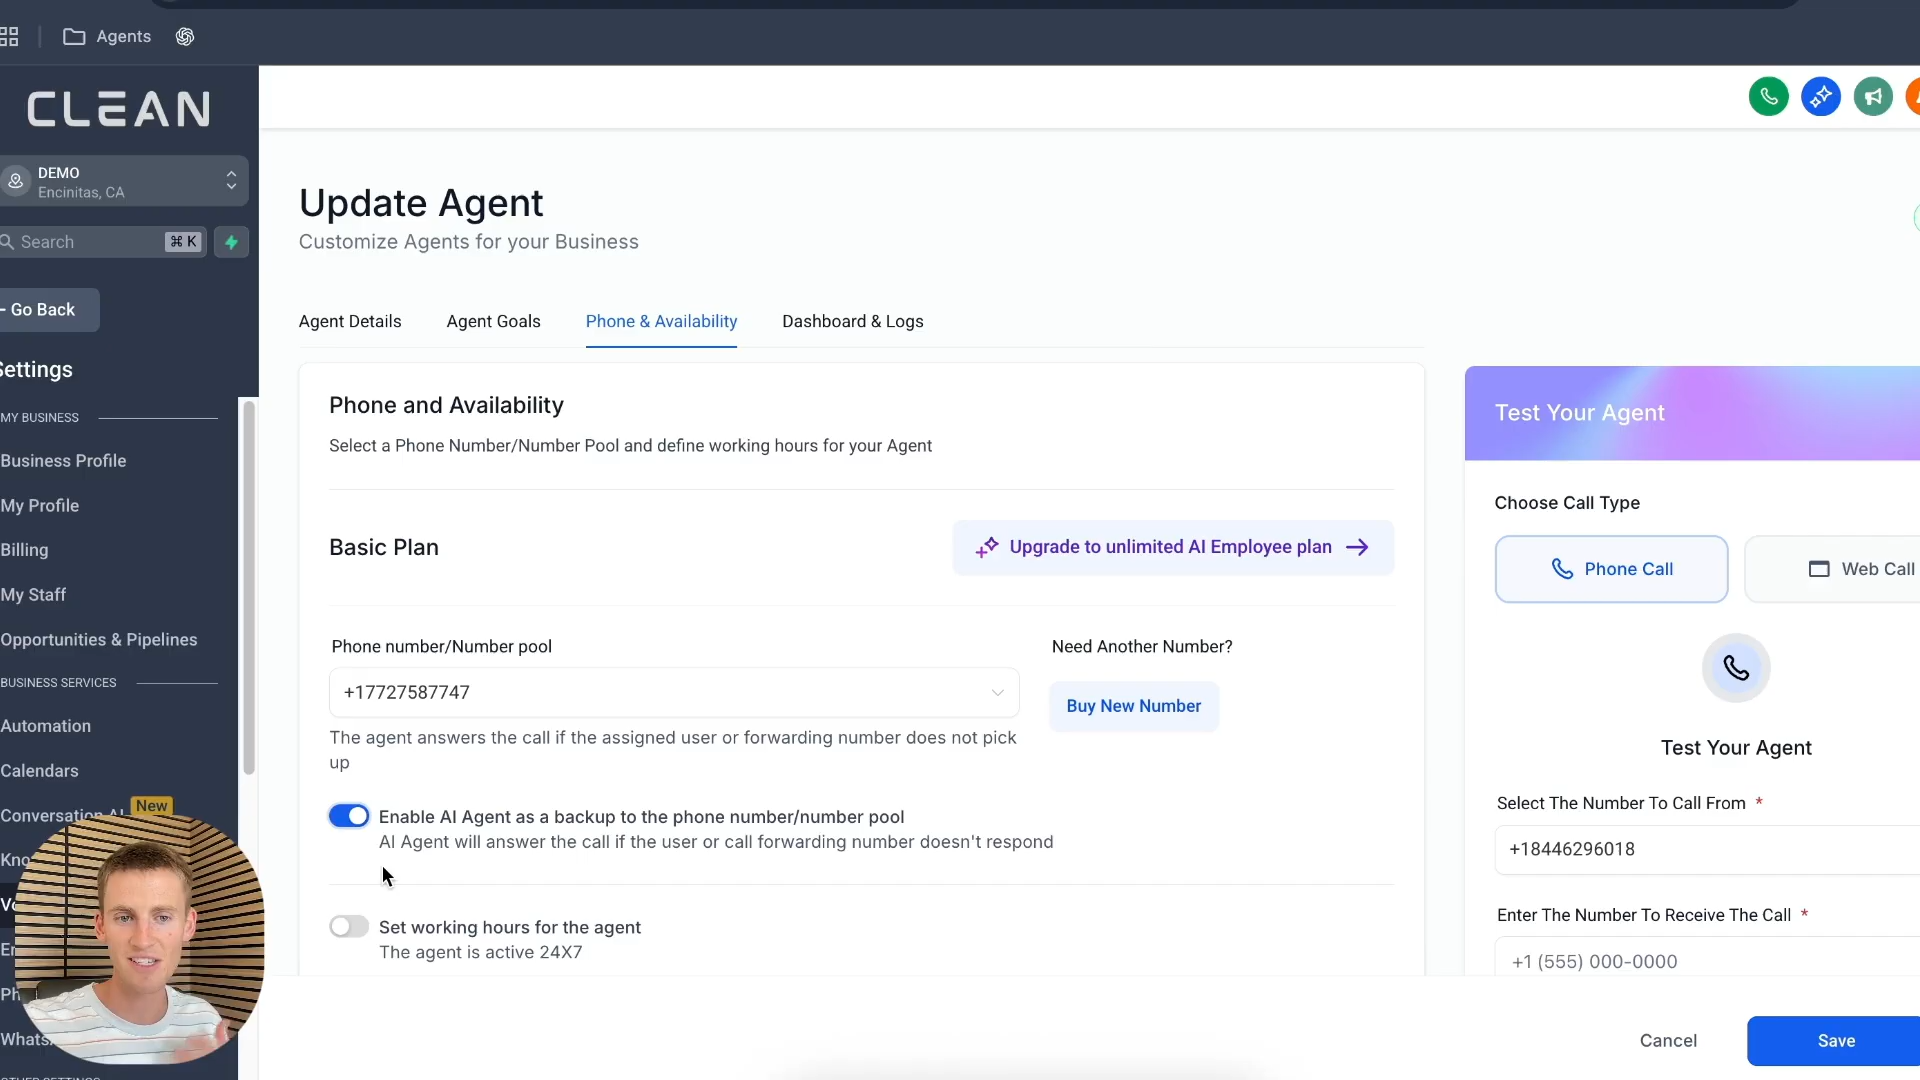 Agents
CLEAN
DEMO
Encinitas, CA
Search
⌘ K
Go Back
Settings
MY BUSINESS
Business Profile
My Profile
Billing
My Staff
Opportunities & Pipelines
BUSINESS SERVICES
Automation
Calendars
New
Conversation AI
Update Agent
Customize Agents for your Business
Agent Details
Agent Goals
Phone & Availability
Dashboard & Logs
Phone and Availability
Select a Phone Number/Number Pool and define working hours for your Agent
Basic Plan
Upgrade to unlimited AI Employee plan
Phone number/Number pool
+17727587747
The agent answers the call if the assigned user or forwarding number does not pick
up
Need Another Number?
Buy New Number
Enable AI Agent as a backup to the phone number/number pool
AI Agent will answer the call if the user or call forwarding number doesn't respond
Set working hours for the agent
The agent is active 24X7
Test Your Agent
Choose Call Type
Phone Call
Web Call
Test Your Agent
Select The Number To Call From *
+18446296018
Enter The Number To Receive The Call *
+1 (555) 000-0000
Cancel
Save